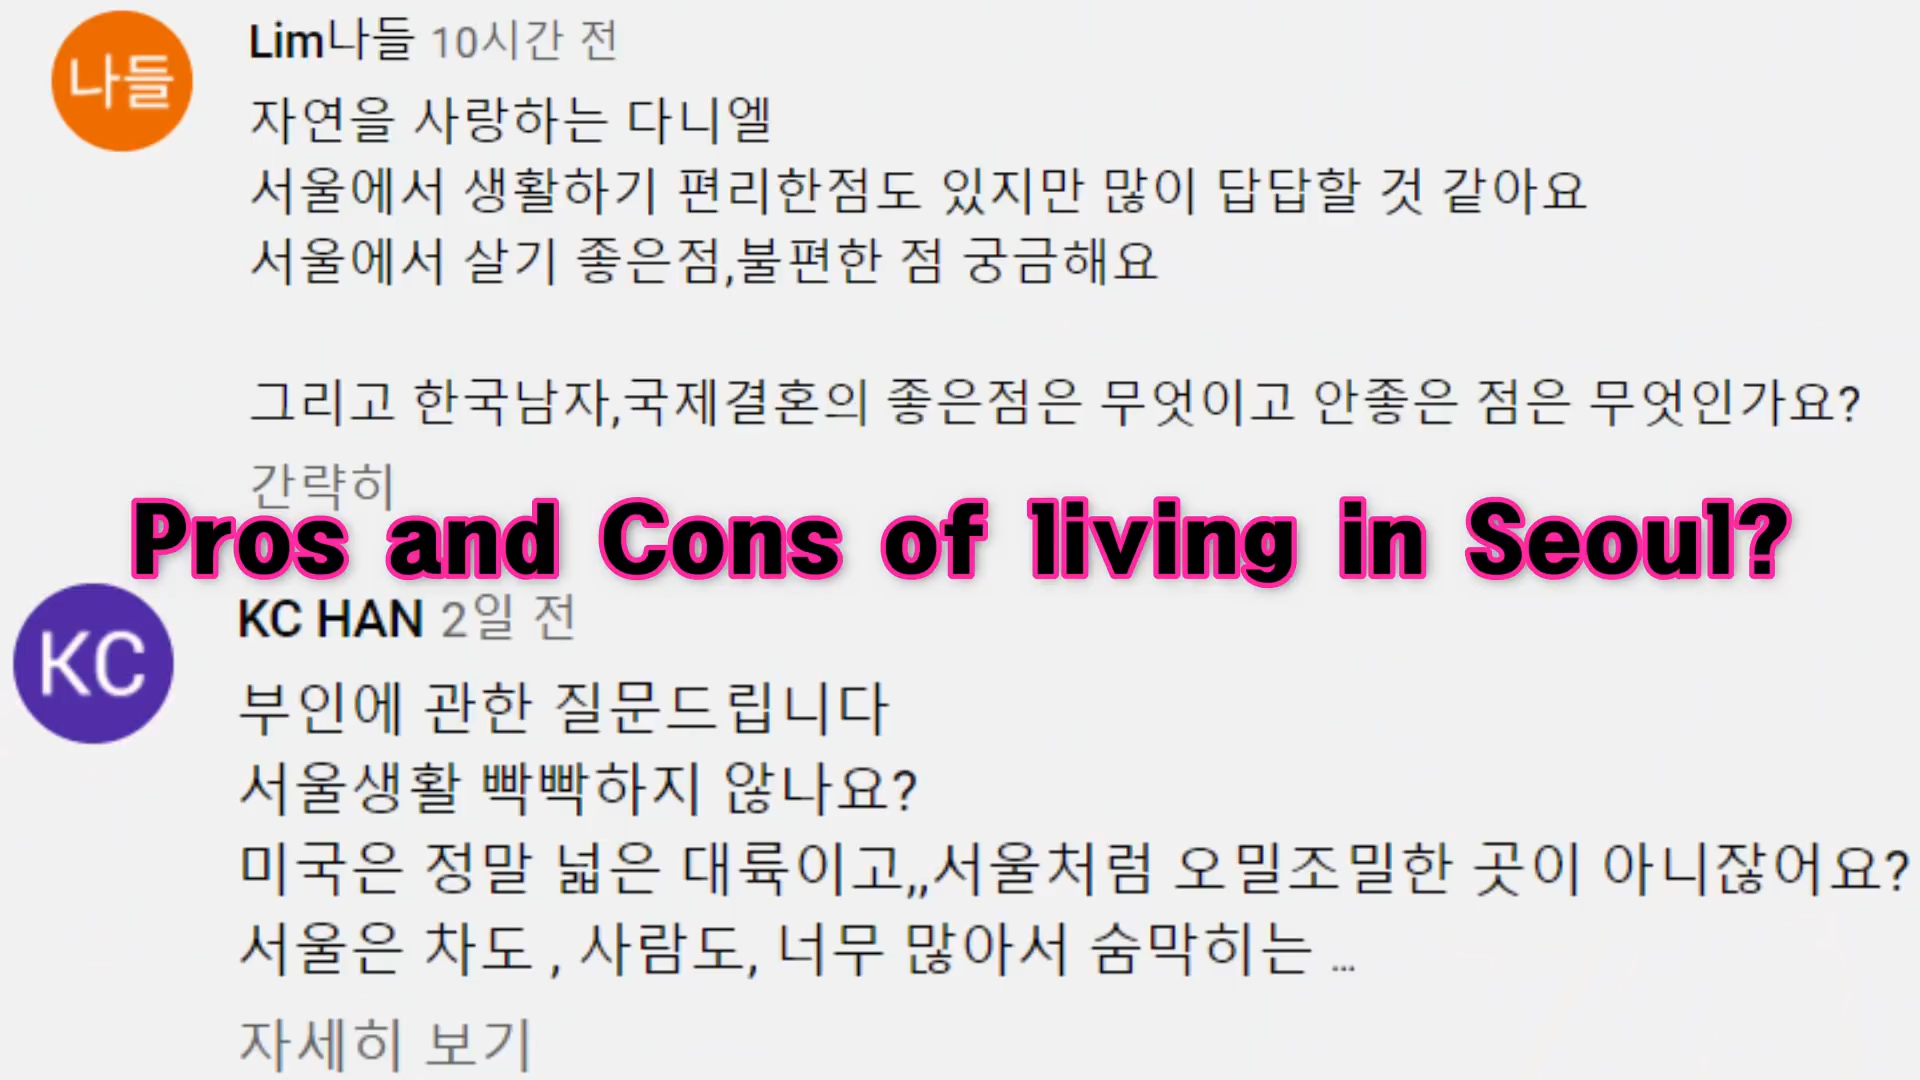 나들
Lim나들 10시간 전
자연을 사랑하는 다니엘
서울에서 생활하기 편리한점도 있지만 많이 답답할 것 같아요
서울에서 살기 좋은점,불편한 점 궁금해요
그리고 한국남자,국제결혼의 좋은점은 무엇이고 안좋은 점은 무엇인가요?
간략히
Pros and Cons of living in Seoul?
KC
KC HAN 2일 전
부인에 관한 질문드립니다
서울생활 빡빡하지 않나요?
미국은 정말 넓은 대륙이고,,서울처럼 오밀조밀한 곳이 아니잖어요?
서울은 차도 , 사람도, 너무 많아서 숨막히는 ...
자세히 보기